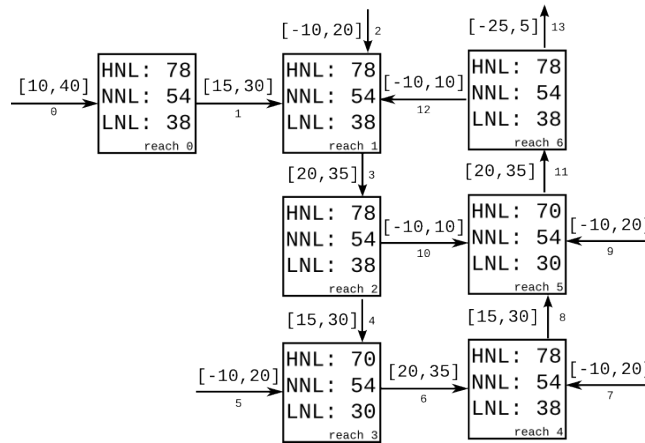 [-10,20] 2
[-25,5] 13
[10,40]
0
HNL: 78
NNL: 54
LNL: 38
reach 0
[15,30]
1
HNL: 78
NNL: 54
LNL: 38
reach 1
[-10,10]
12
HNL: 78
NNL: 54
LNL: 38
reach 6
[20,35] 3
[20,35] 11
HNL: 78
NNL: 54
LNL: 38
reach 2
[-10,10]
10
HNL: 70
NNL: 54
LNL: 30
reach 5
[-10,20]
9
[15,30] 4
[15,30] 8
[-10,20]
5
HNL: 70
NNL: 54
LNL: 30
reach 3
[20,35]
6
HNL: 78
NNL: 54
LNL: 38
reach 4
[-10,20]
7